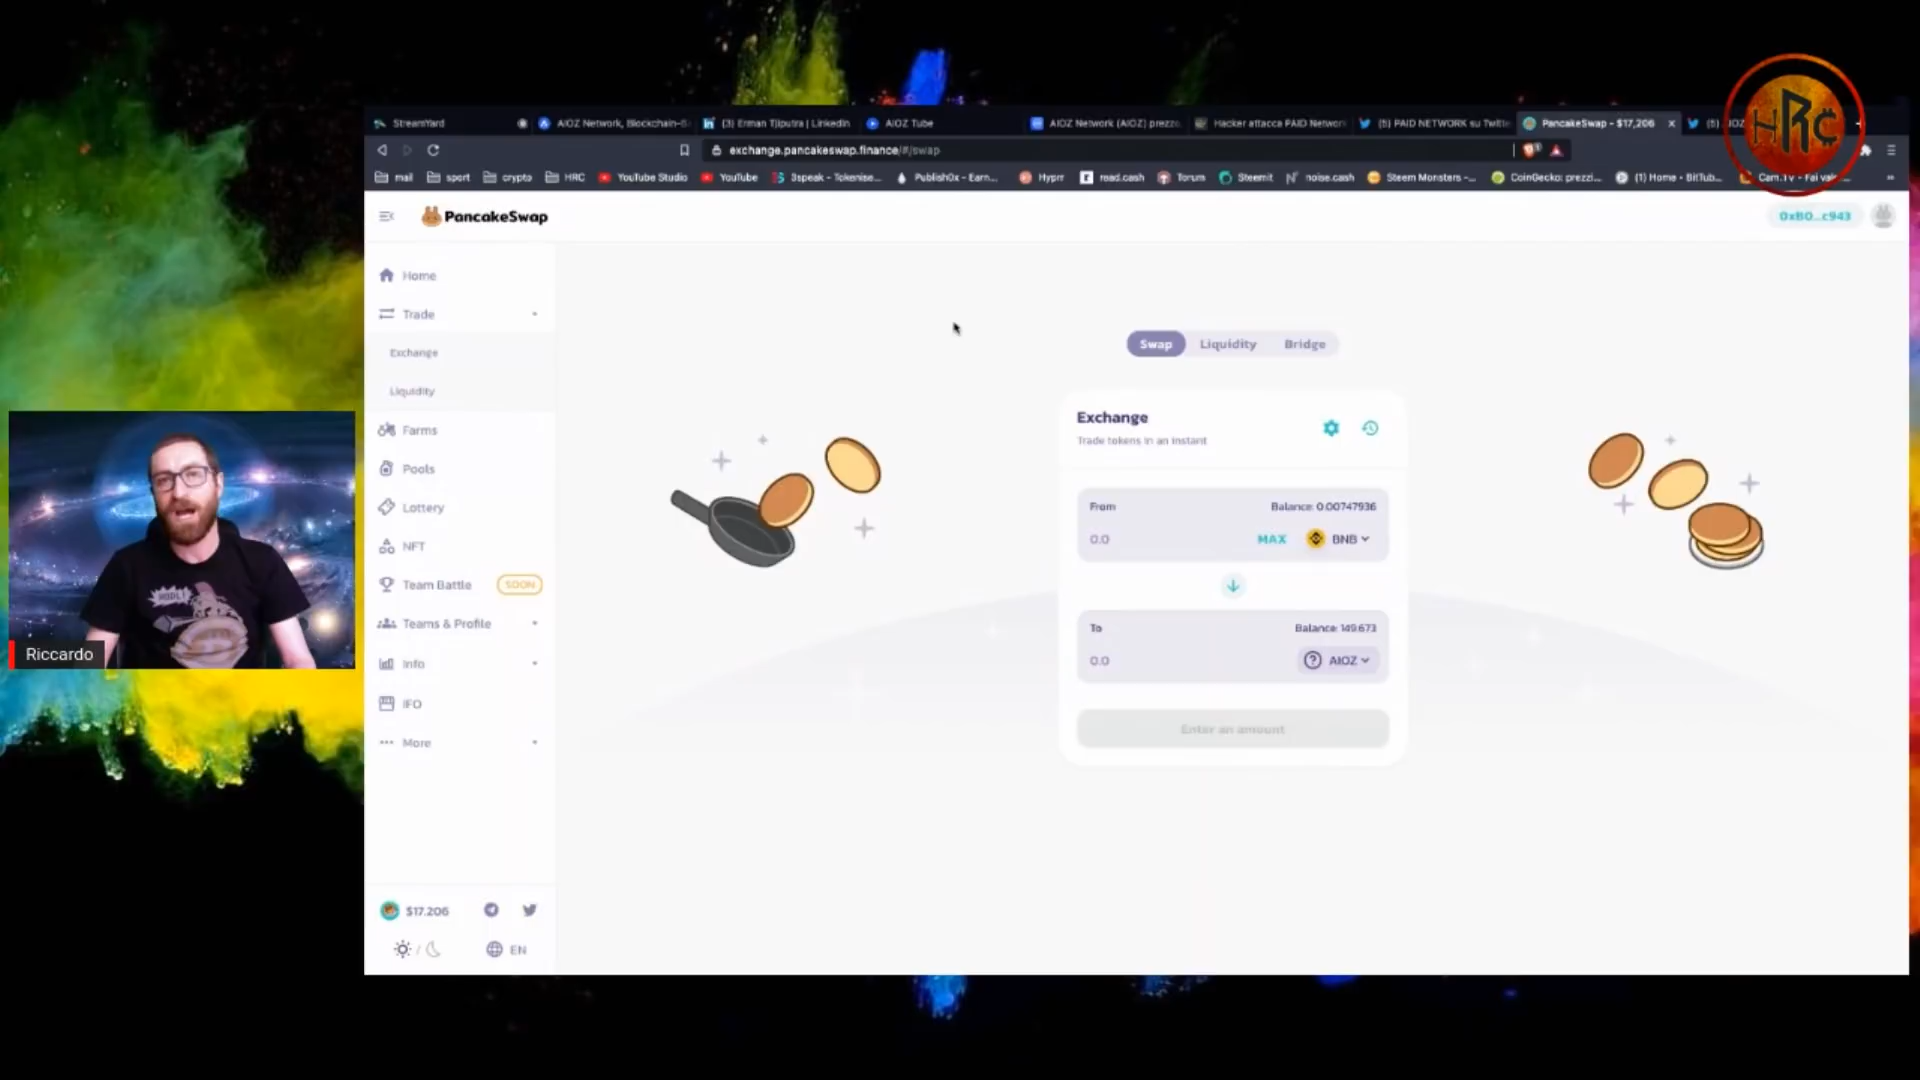 StreamYard
AIOZ Network, Blockchain-B
(3) Erman Tjiputra | LinkedIn
AIOZ Tube
AIOZ Network (AIOZ) prezzo,
Hacker attacca PAID Network
(5) PAID NETWORK su Twitte
PancakeSwap - $17,206
(5)
HRC
exchange.pancakeswap.finance/#/swap
mail
sport
crypto
HRC
YouTube Studio
YouTube
3speak - Tokenise...
Publish0x - Earn...
Hyprr
read.cash
Torum
Steemit
noise.cash
Steem Monsters -...
CoinGecko: prezzi...
(1) Home - BitTub...
Cam.TV - Fai val
PancakeSwap
0xB0...c943
Home
Trade
Exchange
Liquidity
Farms
Pools
Lottery
NFT
Team Battle
SOON
Teams & Profile
Info
IFO
More
$17.206
EN
Swap
Liquidity
Bridge
Exchange
Trade tokens in an instant
From
Balance: 0.00747936
0.0
MAX
BNB
To
Balance: 149.673
0.0
AIOZ
Enter an amount
HODL!
Riccardo